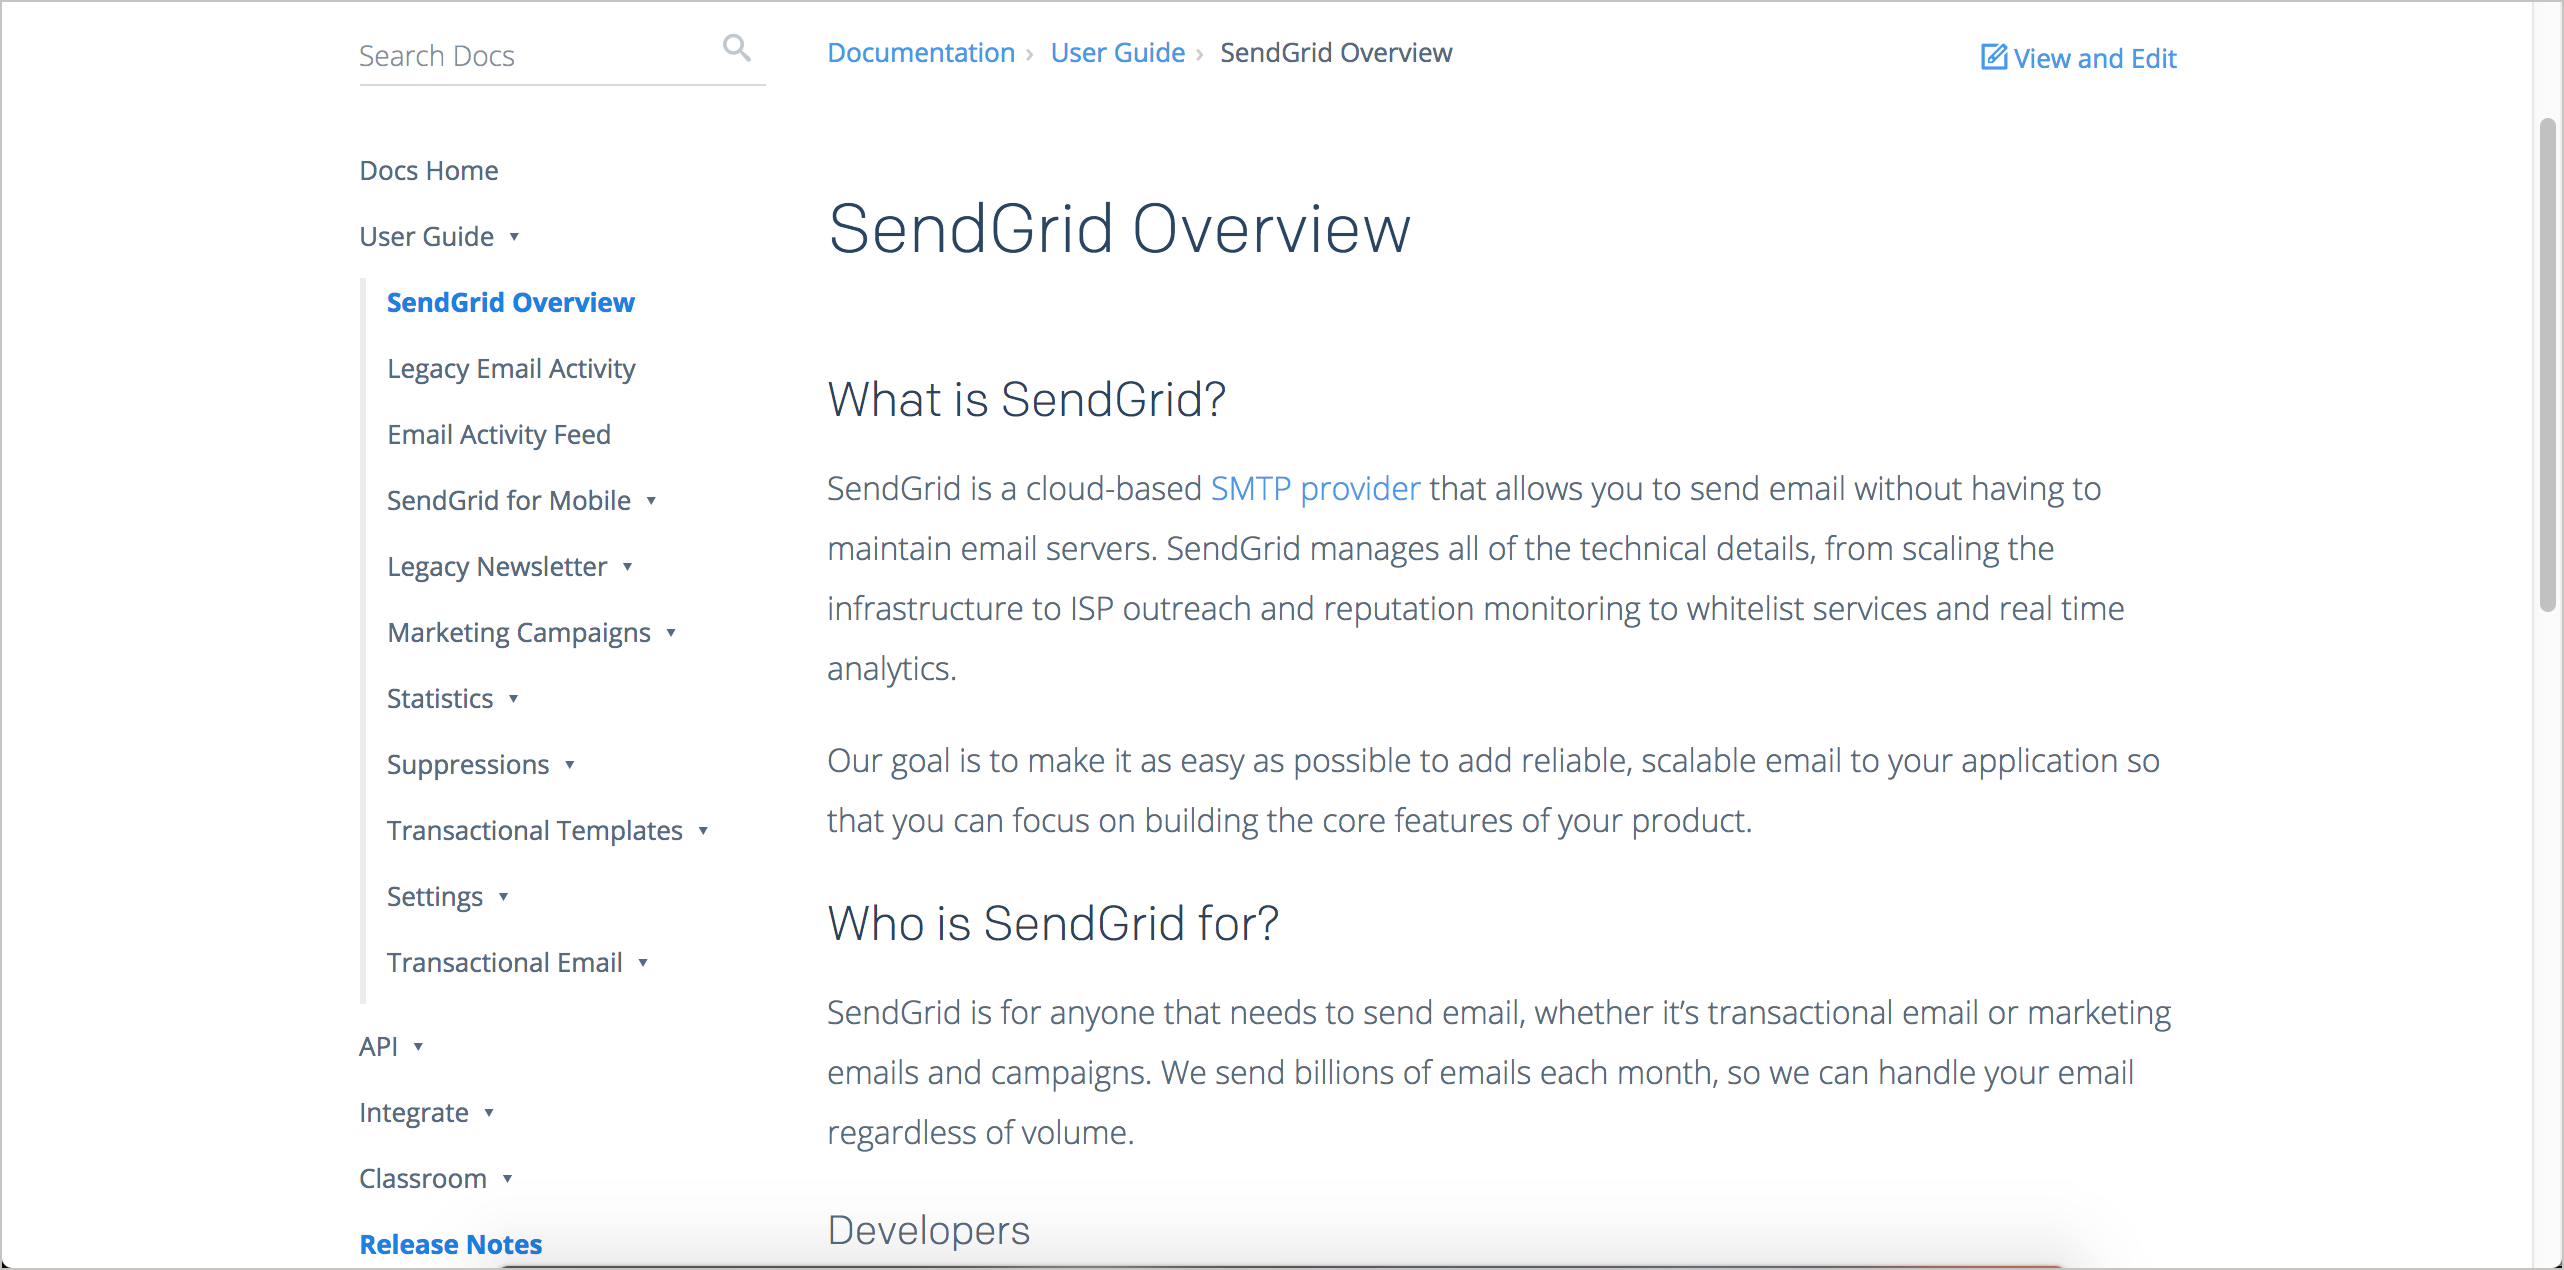 Search Docs
Documentation › User Guide › SendGrid Overview
View and Edit
Docs Home
User Guide ▾
SendGrid Overview
Legacy Email Activity
Email Activity Feed
SendGrid for Mobile ▾
Legacy Newsletter ▾
Marketing Campaigns ▾
Statistics ▾
Suppressions ▾
Transactional Templates ▾
Settings ▾
Transactional Email ▾
API ▾
Integrate ▾
Classroom ▾
Release Notes
SendGrid Overview
What is SendGrid?
SendGrid is a cloud-based SMTP provider that allows you to send email without having to
maintain email servers. SendGrid manages all of the technical details, from scaling the
infrastructure to ISP outreach and reputation monitoring to whitelist services and real time
analytics.
Our goal is to make it as easy as possible to add reliable, scalable email to your application so
that you can focus on building the core features of your product.
Who is SendGrid for?
SendGrid is for anyone that needs to send email, whether it’s transactional email or marketing
emails and campaigns. We send billions of emails each month, so we can handle your email
regardless of volume.
Developers